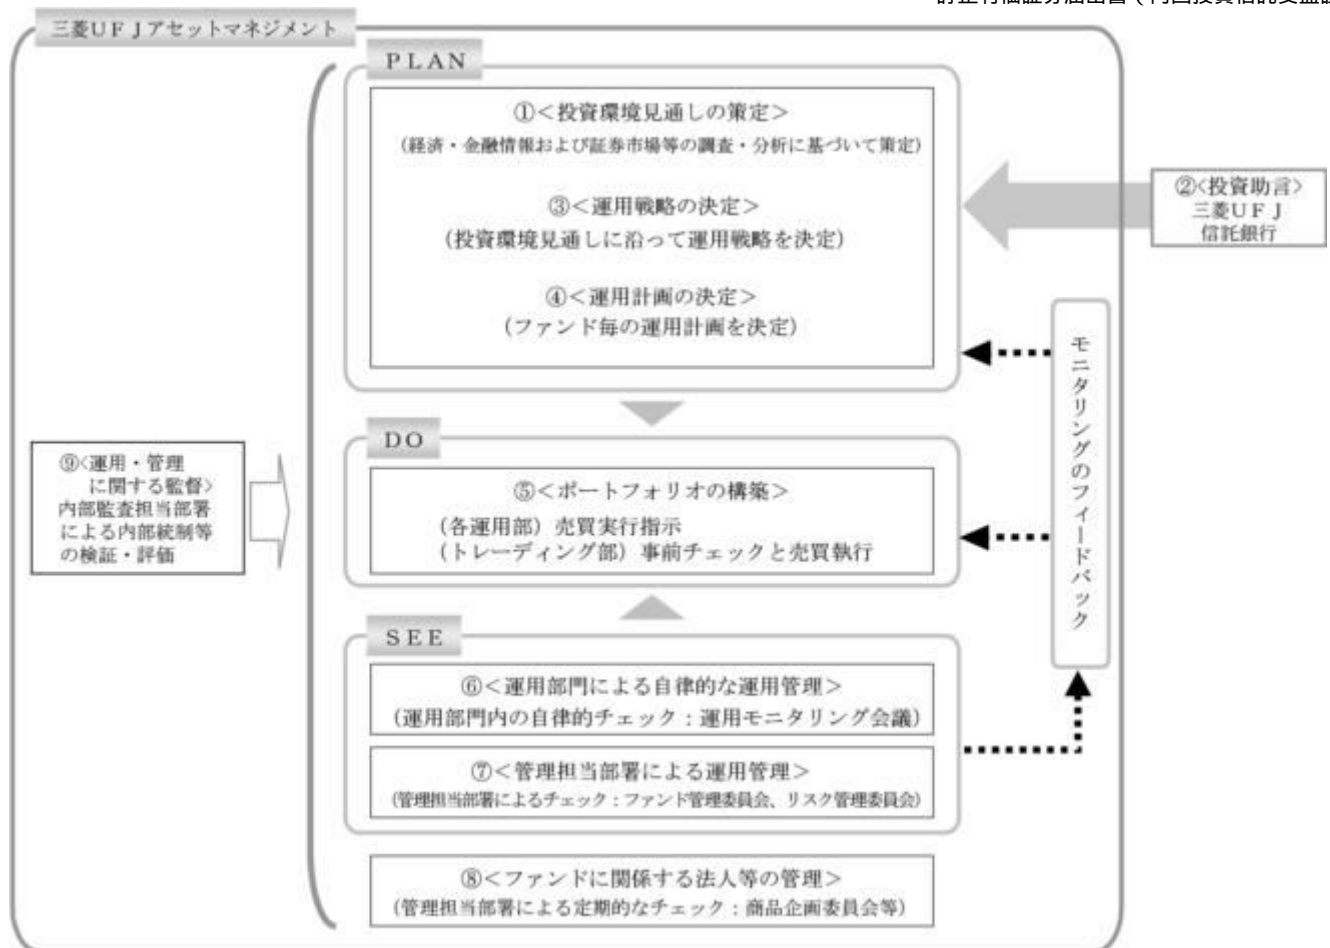 三菱UFJアセットマネジメント
PLAN
①<投資環境見通しの策定>
(経済・金融情報および証券市場等の調査・分析に基づいて策定)
②<投資助言>
三菱UFJ
信託銀行
③<運用戦略の決定>
(投資環境見通しに沿って運用戦略を決定)
④<運用計画の決定>
(ファンド毎の運用計画を決定)
モニタリングのフィードバック
DO
⑤<ポートフォリオの構築>
(各運用部)売買実行指示
(トレーディング部)事前チェックと売買執行
⑨<運用・管理
に関する監督>
内部監査担当部署
による内部統制等
の検証・評価
SEE
⑥<運用部門による自律的な運用管理>
(運用部門内の自律的チェック:運用モニタリング会議)
⑦<管理担当部署による運用管理>
(管理担当部署によるチェック:ファンド管理委員会、リスク管理委員会)
⑧<ファンドに関係する法人等の管理>
(管理担当部署による定期的なチェック:商品企画委員会等)